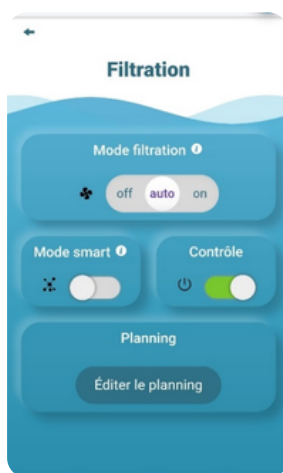 Filtration
Mode filtration i
off auto on
Mode smart i
Contrôle
Planning
Éditer le planning